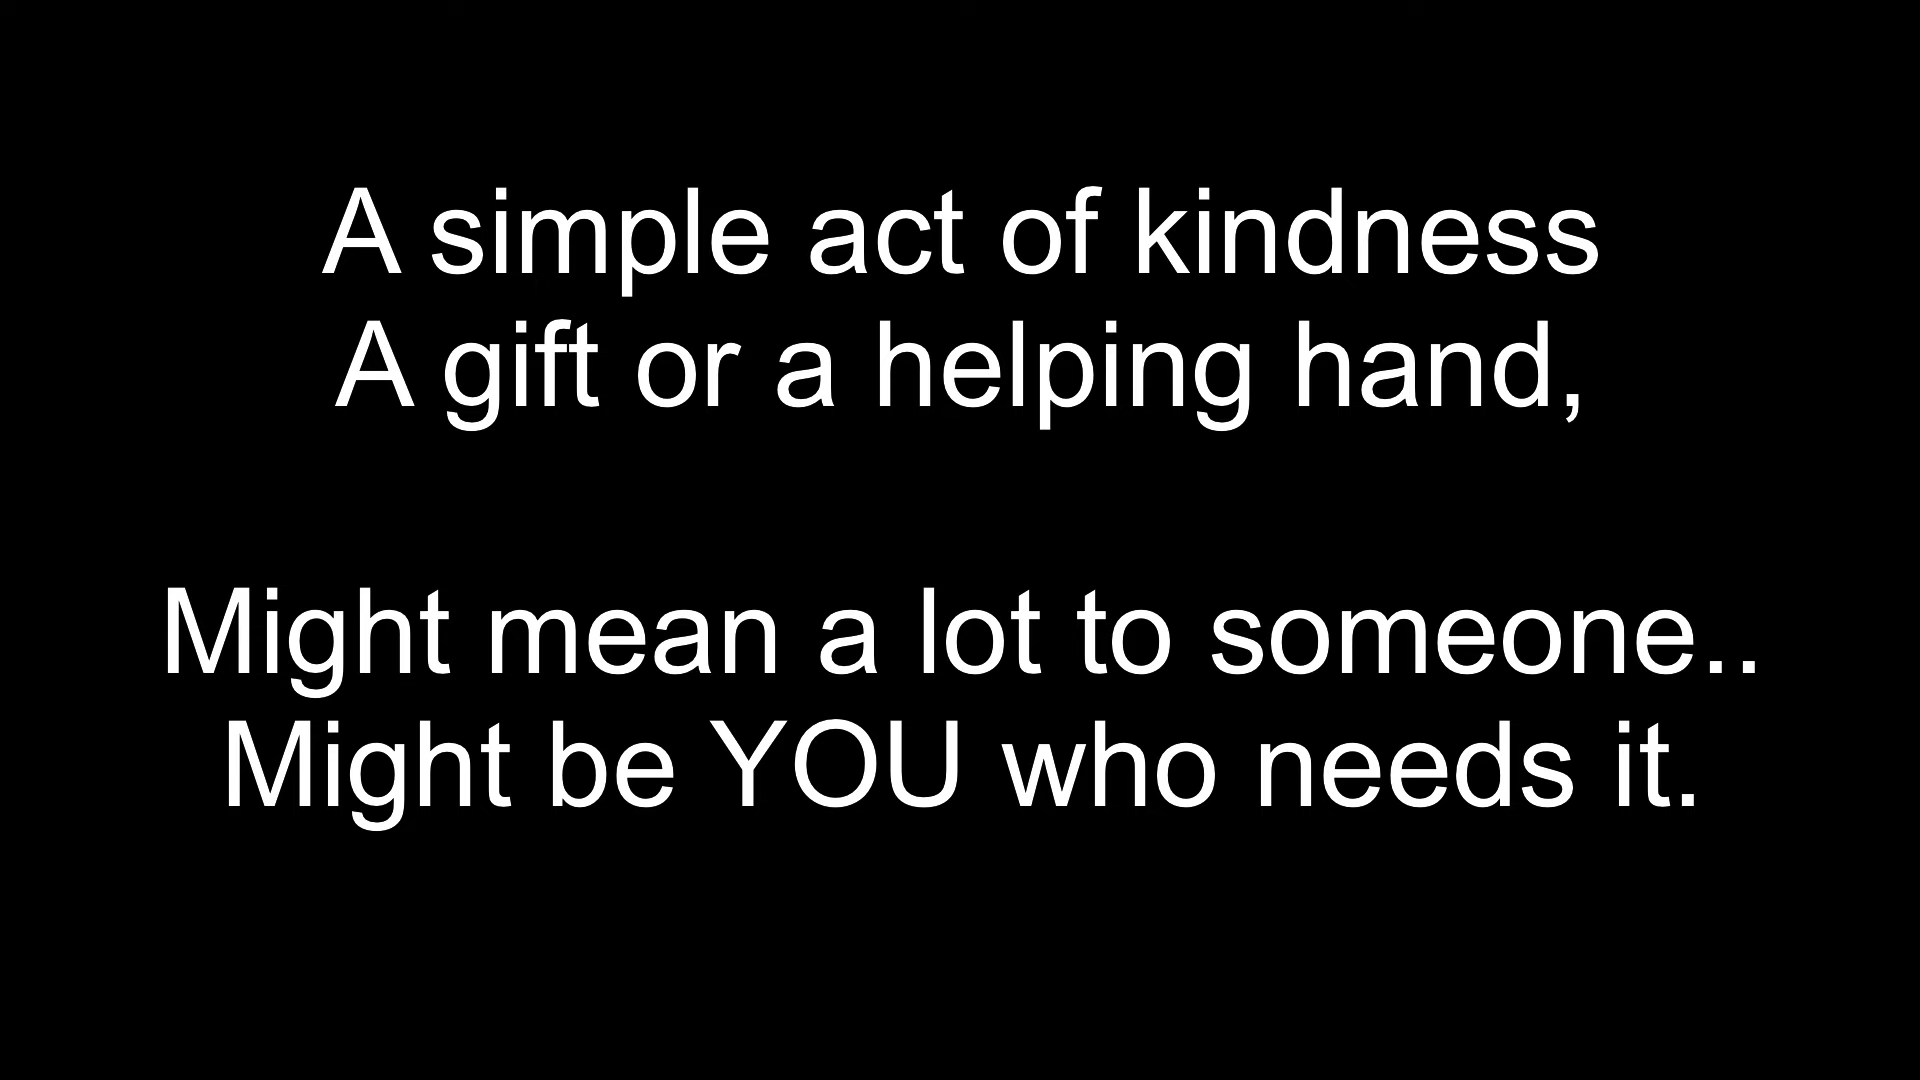 A simple act of kindness
A gift or a helping hand,
Might mean a lot to someone..
Might be YOU who needs it.